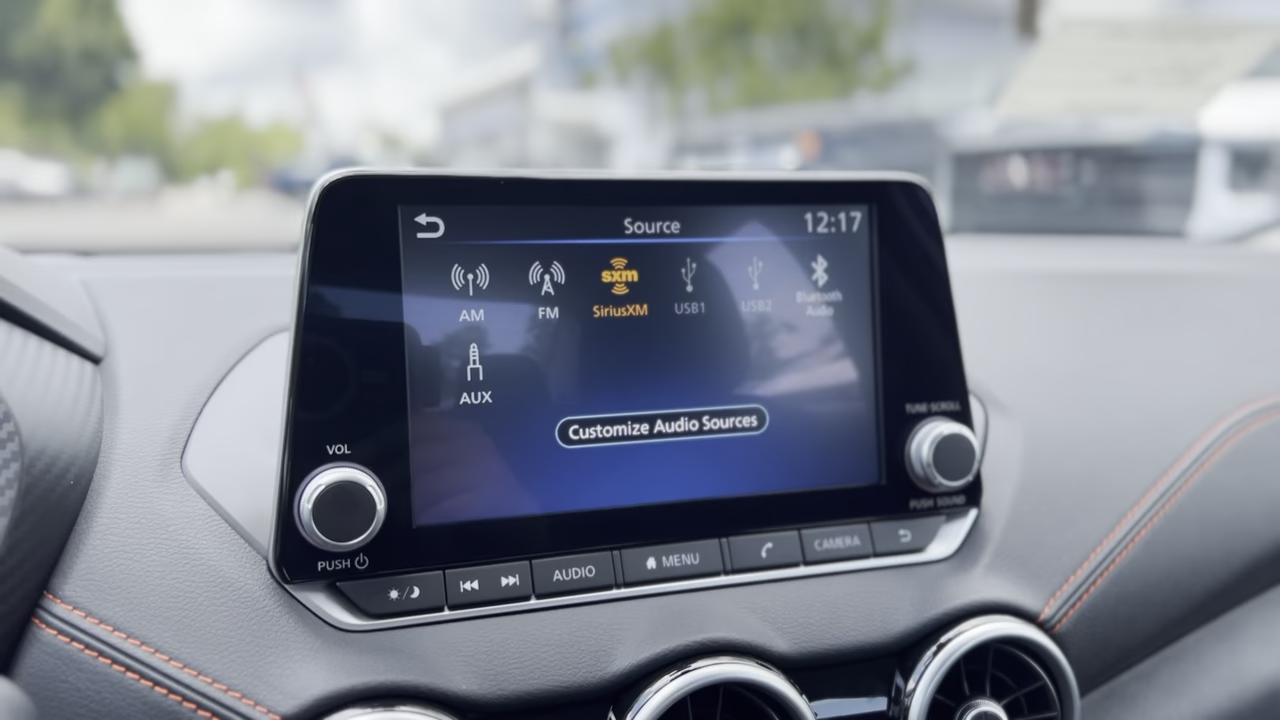 Source
12:17
AM
FM
sxm
SiriusXM
USB1
USB2
Bluetooth
Audio
AUX
Customize Audio Sources
VOL
PUSH
TUNE·SCROLL
PUSH SOUND
AUDIO
MENU
CAMERA